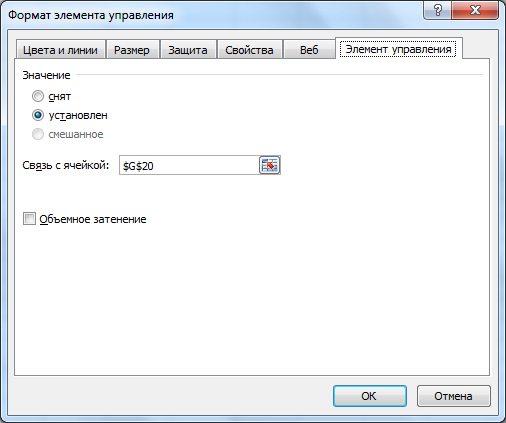 Формат элемента управления
Цвета и линии Размер Защита Свойства Веб Элемент управления
Значение
снят
установлен
смешанное
Связь с ячейкой: $G$20
Объемное затенение
ОК Отмена